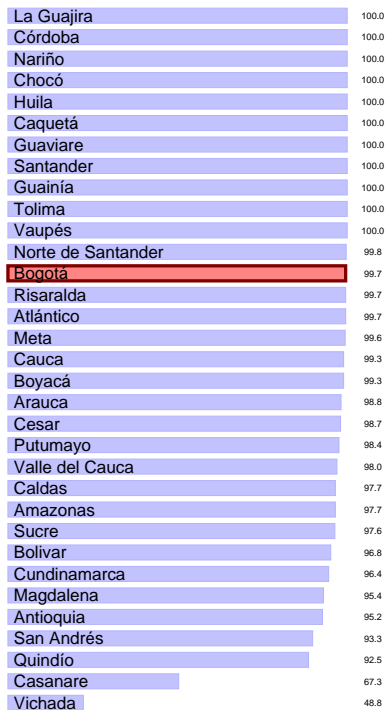 La Guajira 100.0
Córdoba 100.0
Nariño 100.0
Chocó 100.0
Huila 100.0
Caquetá 100.0
Guaviare 100.0
Santander 100.0
Guainía 100.0
Tolima 100.0
Vaupés 100.0
Norte de Santander 99.8
Bogotá 99.7
Risaralda 99.7
Atlántico 99.7
Meta 99.6
Cauca 99.3
Boyacá 99.3
Arauca 98.8
Cesar 98.7
Putumayo 98.4
Valle del Cauca 98.0
Caldas 97.7
Amazonas 97.7
Sucre 97.6
Bolivar 96.8
Cundinamarca 96.4
Magdalena 95.4
Antioquia 95.2
San Andrés 93.3
Quindío 92.5
Casanare 67.3
Vichada 48.8